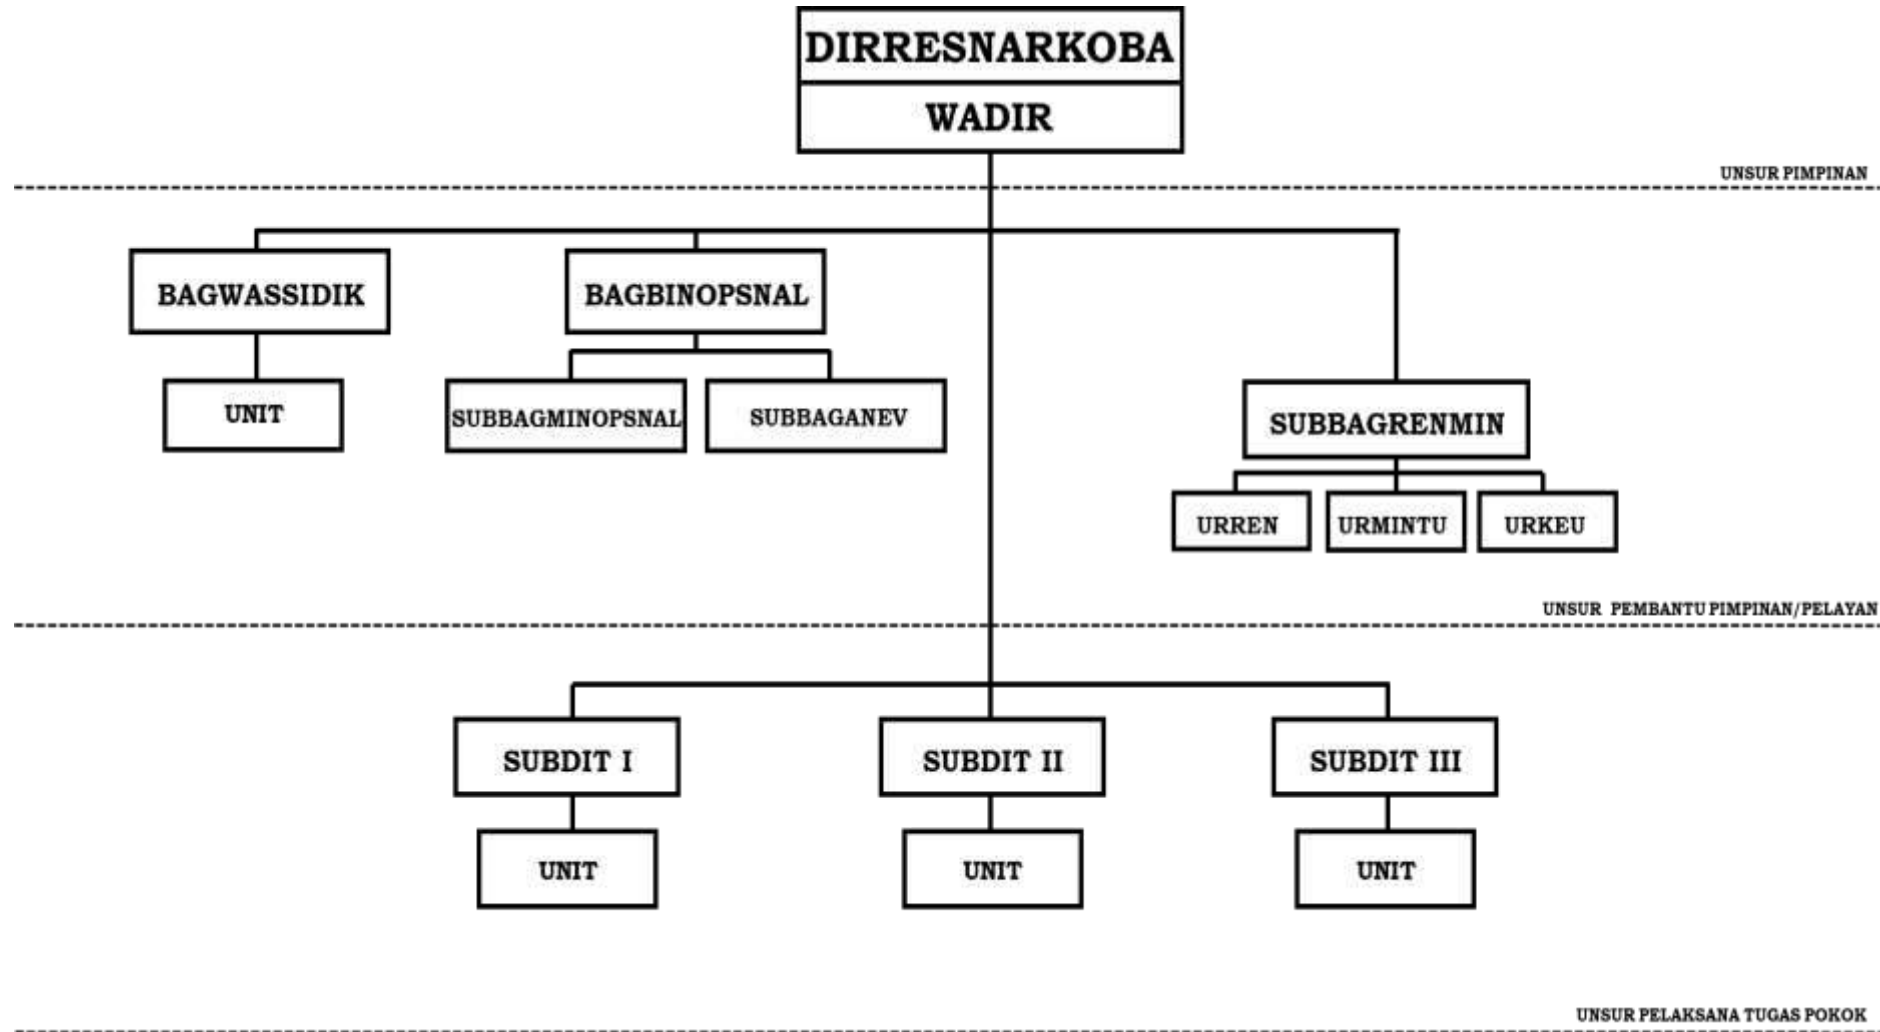 DIRRESNARKOBA
WADIR
UNSUR PIMPINAN
BAGWASSIDIK
BAGBINOPSNAL
UNIT
SUBBAGMINOPSNAL
SUBBAGANEV
SUBBAGRENMIN
URREN
URMINTU
URKEU
UNSUR PEMBANTU PIMPINAN/PELAYAN
SUBDIT I
SUBDIT II
SUBDIT III
UNIT
UNIT
UNIT
UNSUR PELAKSANA TUGAS POKOK